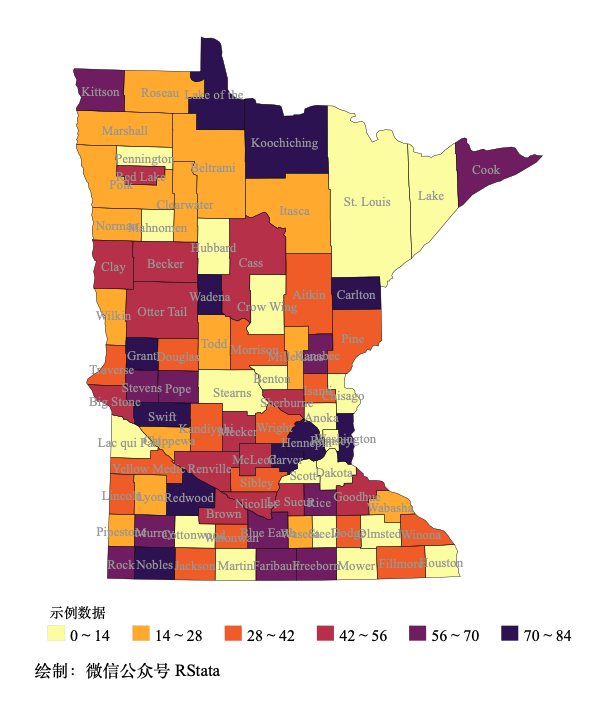 Kittson Roseau Lake of the
Koochiching
Marshall
Pennington
Red Lake
Polk
Beltrami
Clearwater
Cook
St. Louis
Lake
Itasca
Norman
Mahnomen
Hubbard
Clay
Becker
Cass
Wadena
Crow Wing
Aitkin
Carlton
Wilkin
Otter Tail
Todd
Morrison
Mille
Kanabec
Pine
Grant
Douglas
Traverse
Stevens
Pope
Stearns
Benton
Isanti
Chisago
Big Stone
Swift
Sherburne
Anoka
Kandiyohi
Meeker
Wright
Hennepin
Washington
Lac qui Parle
Chippewa
McLeod
Carver
Yellow Medic
Renville
Sibley
Scott
Dakota
Lincoln
Lyon
Redwood
Nicollet
Le Sueur
Rice
Goodhue
Wabasha
Brown
Pipestone
Murray
Cottonwood
Watonwan
Blue Earth
Waseca
Steele
Dodge
Olmsted
Winona
Rock
Nobles
Jackson
Martin
Faribault
Freeborn
Mower
Fillmore
Houston
示例数据
0 ~ 14 14 ~ 28 28 ~ 42 42 ~ 56 56 ~ 70 70 ~ 84
绘制：微信公众号 RStata